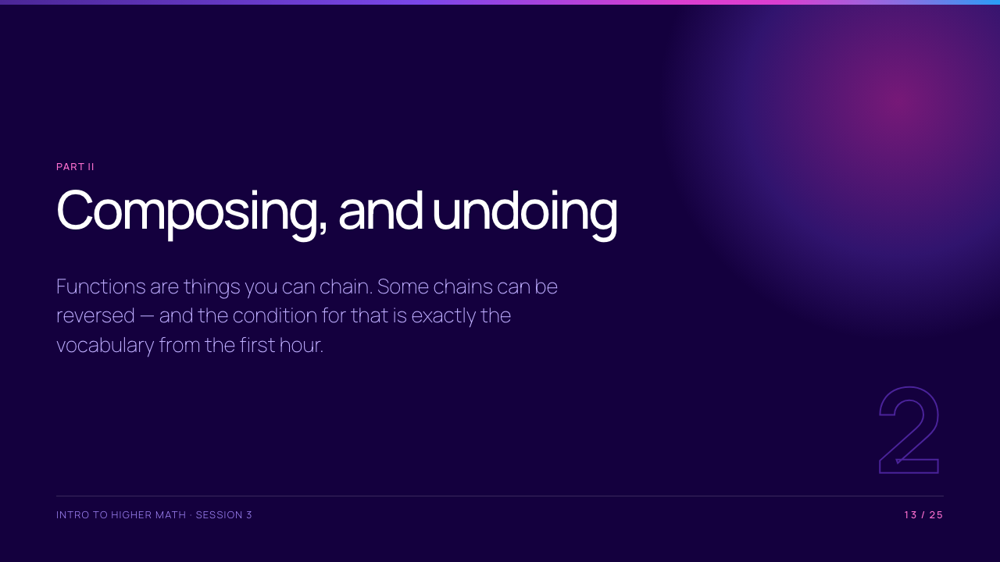 PART II
Composing, and undoing
Functions are things you can chain. Some chains can be
reversed — and the condition for that is exactly the
vocabulary from the first hour.
2
INTRO TO HIGHER MATH · SESSION 3
13 / 25